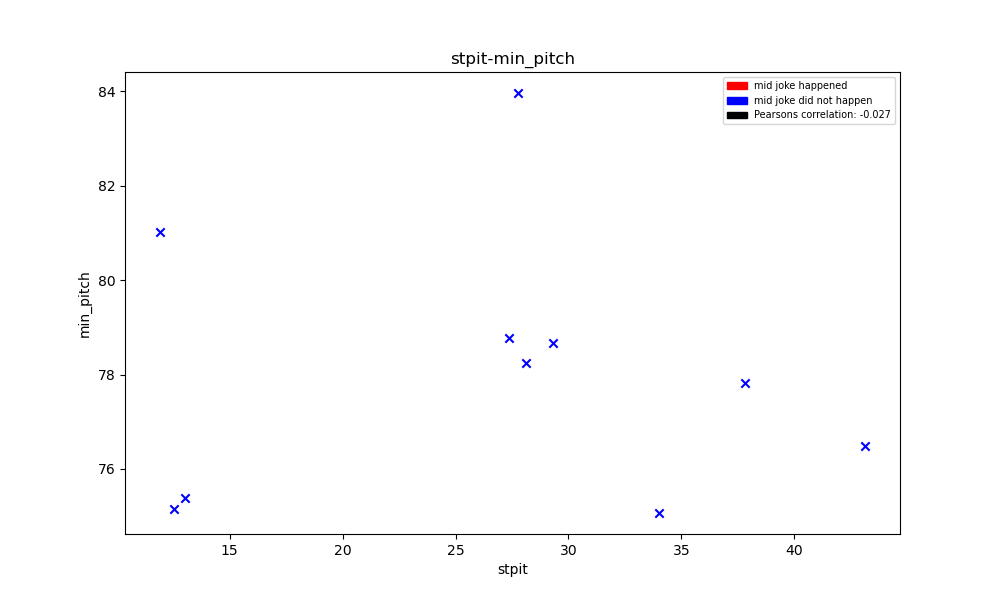 stpit-min_pitch
mid joke happened
mid joke did not happen
Pearsons correlation: -0.027
84
82
80
78
76
min_pitch
15 20 25 30 35 40
stpit